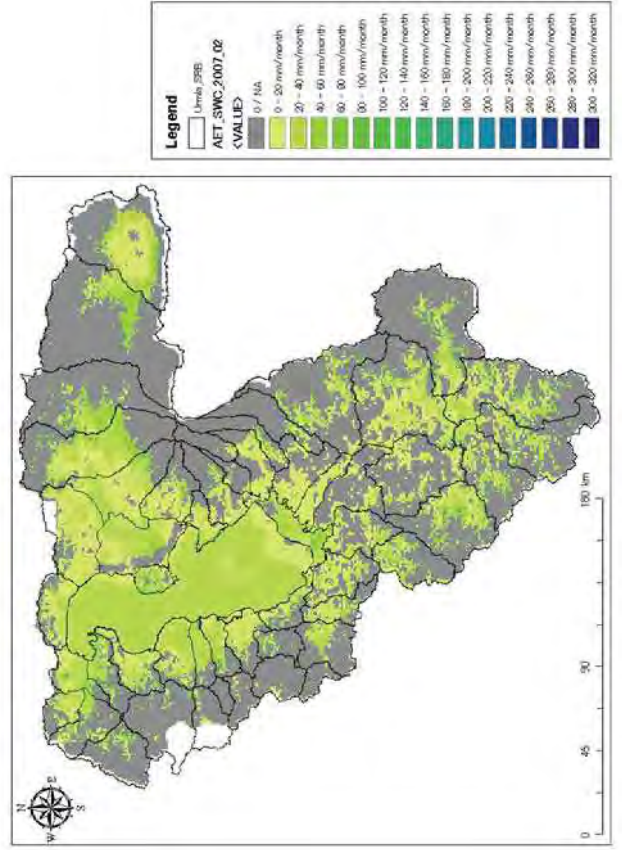 N
W
E
S
0
45
90
180 km
Legend
Urmia_SRB
AET_SWC_2007_02
<VALUE>
0 / NA
0 - 20 mm/month
20 - 40 mm/month
40 - 60 mm/month
60 - 80 mm/month
80 - 100 mm/month
100 - 120 mm/month
120 - 140 mm/month
140 - 160 mm/month
160 - 180 mm/month
180 - 200 mm/month
200 - 220 mm/month
220 - 240 mm/month
240 - 260 mm/month
260 - 280 mm/month
280 - 300 mm/month
300 - 320 mm/month